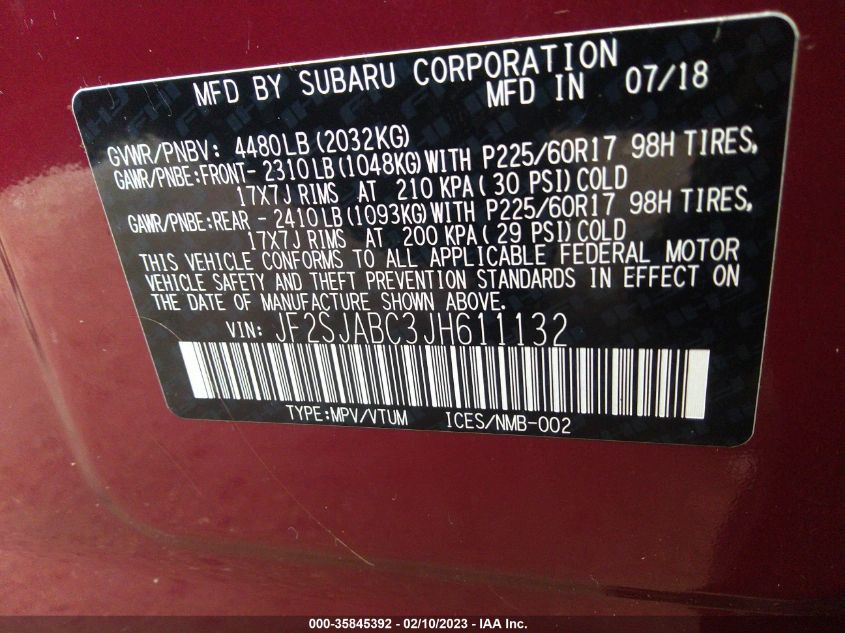 MFD BY SUBARU CORPORATION
MFD IN 07/18
GVWR/PNBV: 4480LB (2032KG)
GAWR/PNBE:FRONT- 2310LB(1048KG)WITH P225/60R17 98H TIRES,
17X7J RIMS AT 210 KPA( 30 PSI)COLD
GAWR/PNBE:REAR - 2410LB(1093KG)WITH P225/60R17 98H TIRES,
17X7J RIMS AT 200 KPA( 29 PSI)COLD
THIS VEHICLE CONFORMS TO ALL APPLICABLE FEDERAL MOTOR
VEHICLE SAFETY AND THEFT PREVENTION STANDARDS IN EFFECT ON
THE DATE OF MANUFACTURE SHOWN ABOVE.
VIN: JF2SJABC3JH611132
TYPE:MPV/VTUM ICES/NMB-002
000-35845392 - 02/10/2023 - IAA Inc.